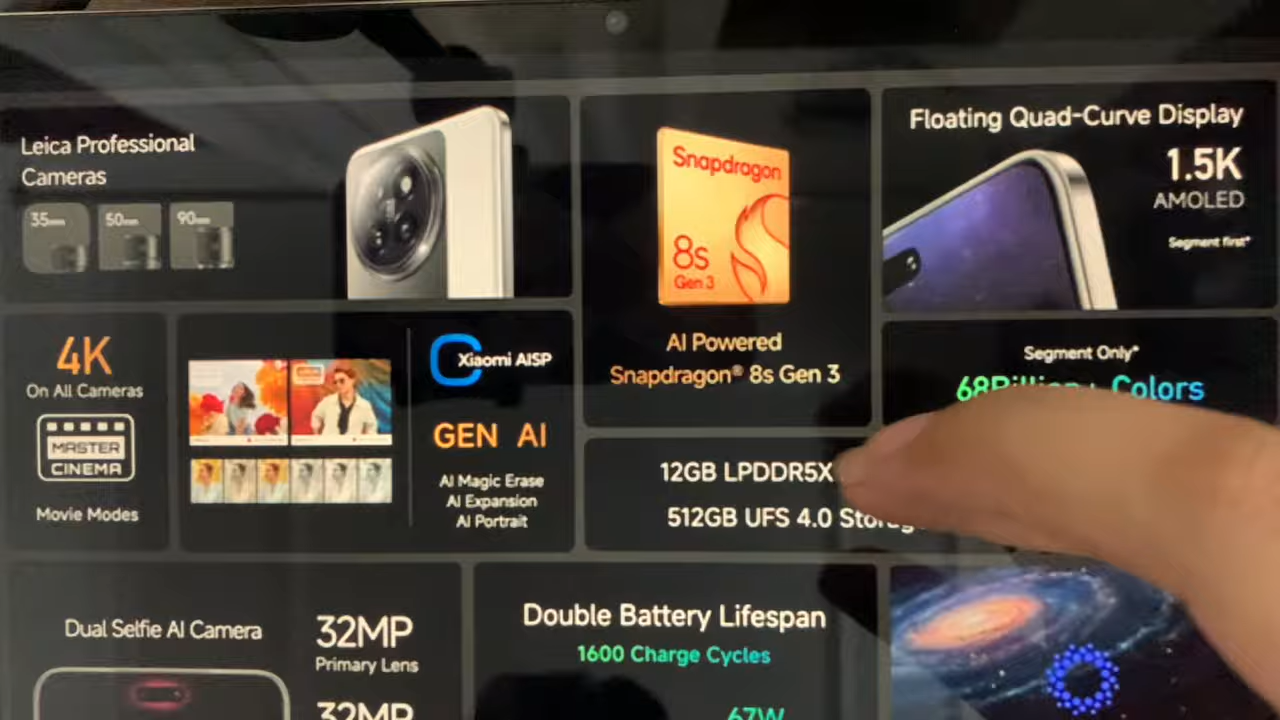 Leica Professional
Cameras
35mm
50mm
90mm
Snapdragon
8s
Gen 3
AI Powered
Snapdragon® 8s Gen 3
Floating Quad-Curve Display
1.5K
AMOLED
Segment first*
4K
On All Cameras
MASTER
CINEMA
Movie Modes
Xiaomi AISP
GEN AI
AI Magic Erase
AI Expansion
AI Portrait
Segment Only*
68Billion+ Colors
12GB LPDDR5X
512GB UFS 4.0 Storage
Dual Selfie AI Camera
32MP
Primary Lens
32MP
Double Battery Lifespan
1600 Charge Cycles
67W